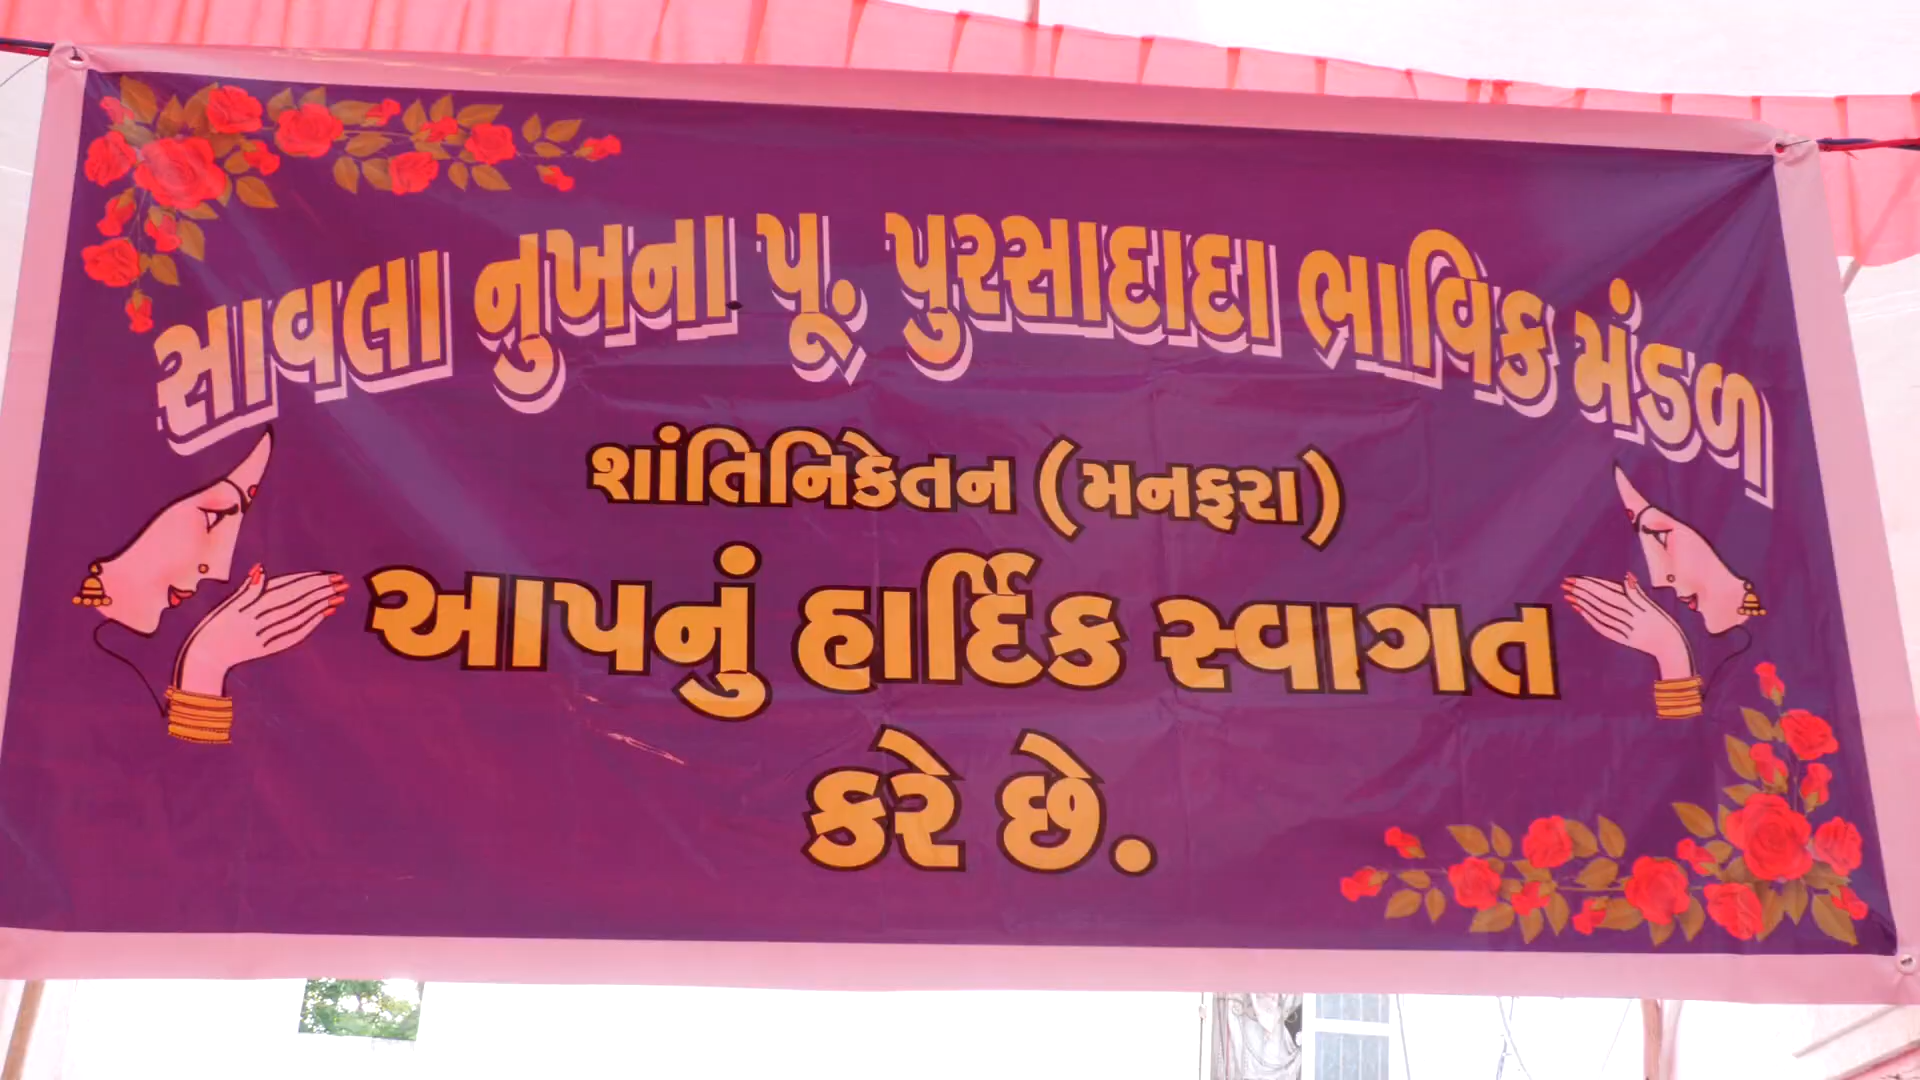 સાવલા નુખના પૂ. પુરસાદાદા ભાવિક મંડળ
શાંતિનિકેતન (મનફરા)
આપનું હાર્દિક સ્વાગત
કરે છે.